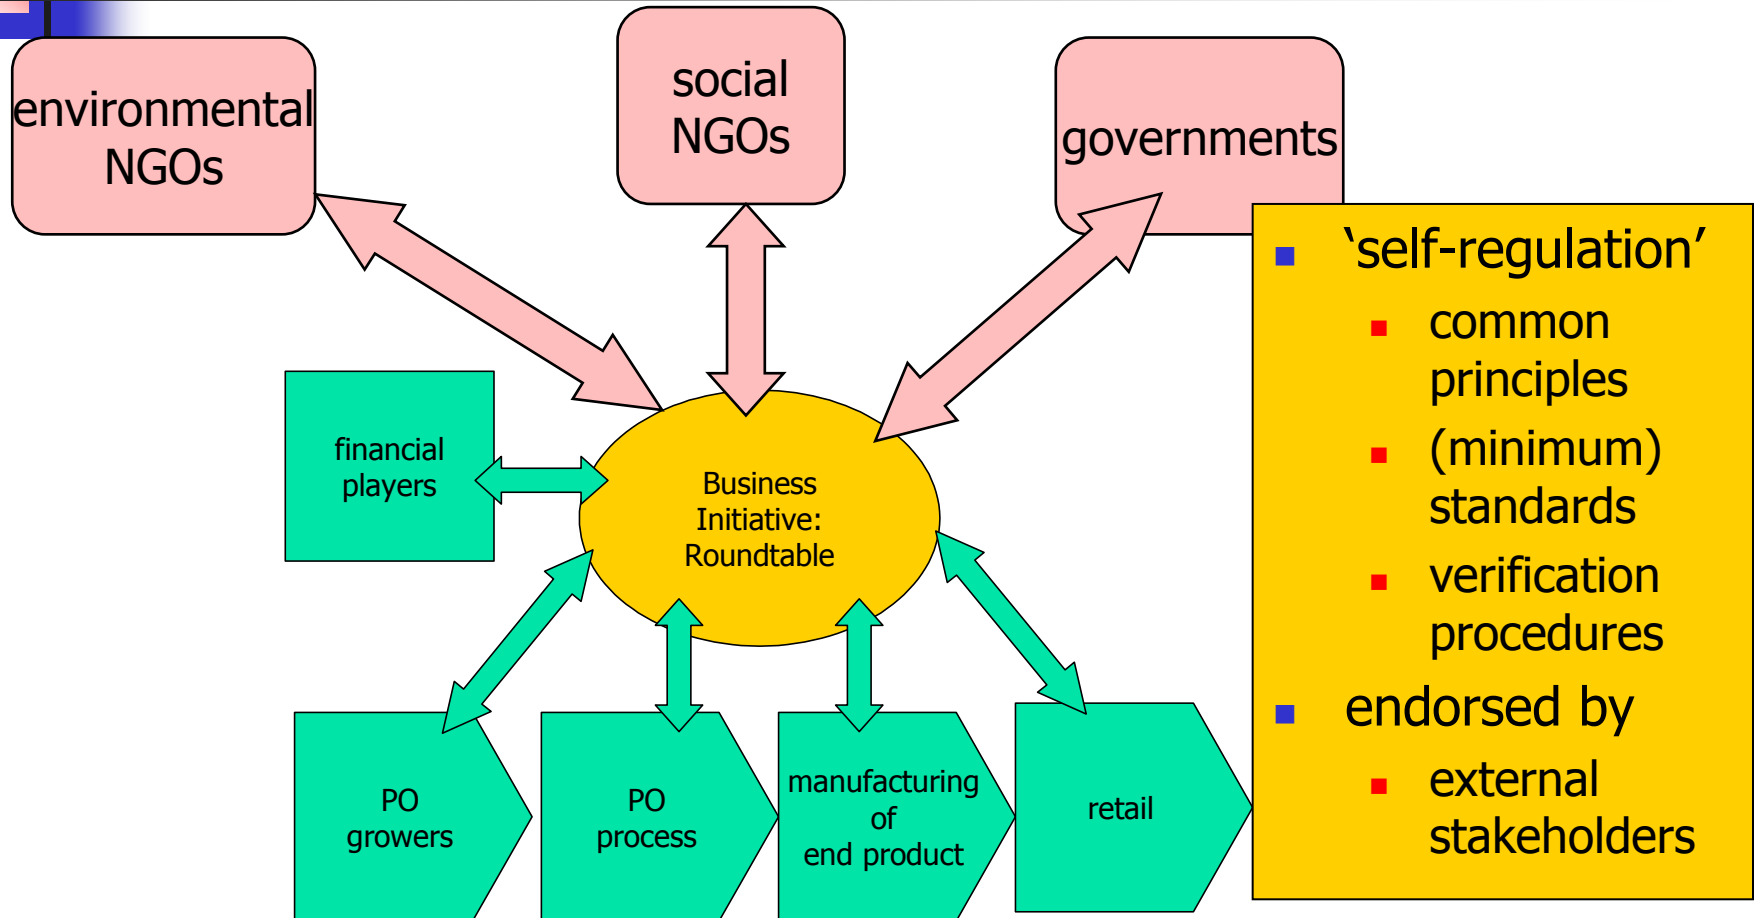 environmental
NGOs
social
NGOs
governments
financial
players
Business
Initiative:
Roundtable
PO
growers
PO
process
manufacturing
of
end product
retail
‘self-regulation’
common
principles
(minimum)
standards
verification
procedures
endorsed by
external
stakeholders